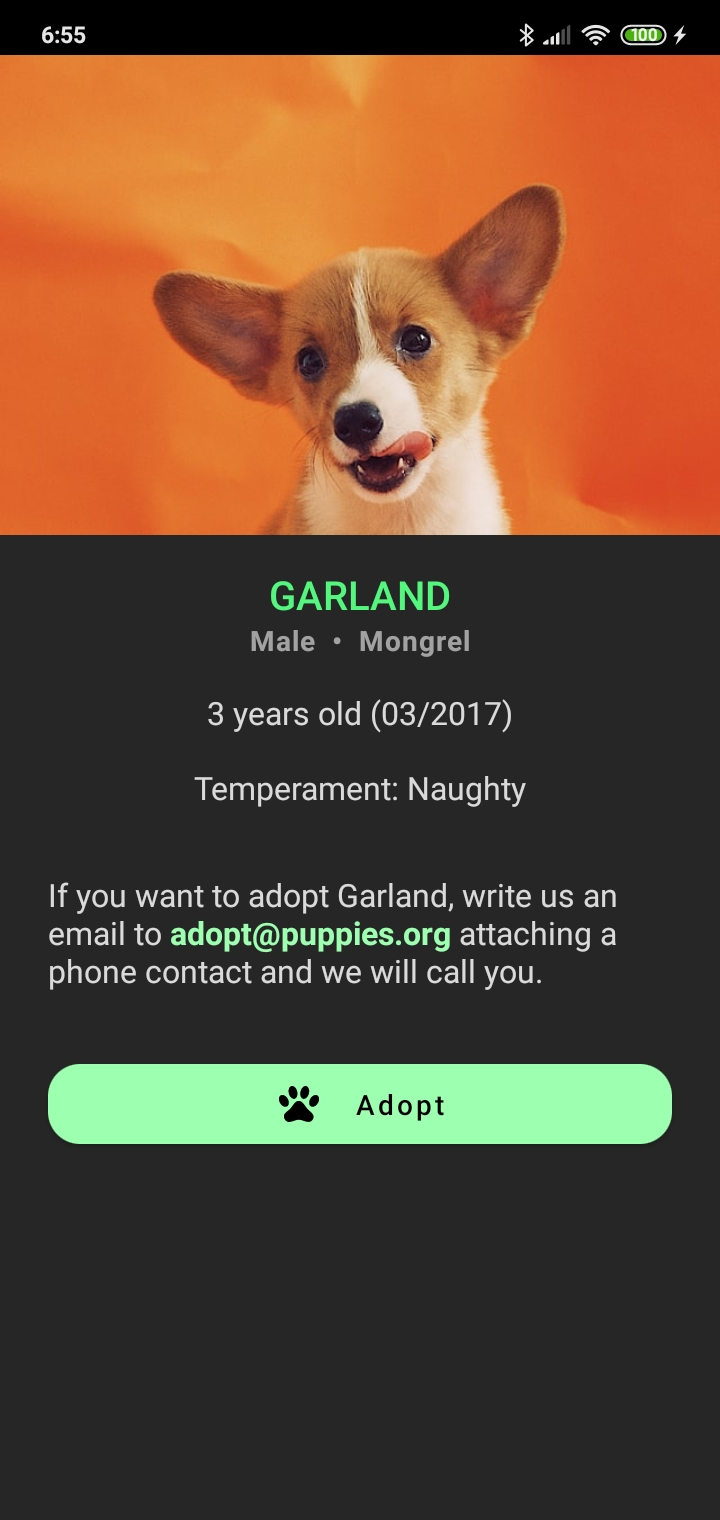 6:55
100
GARLAND
Male • Mongrel
3 years old (03/2017)
Temperament: Naughty
If you want to adopt Garland, write us an
email to adopt@puppies.org attaching a
phone contact and we will call you.
Adopt